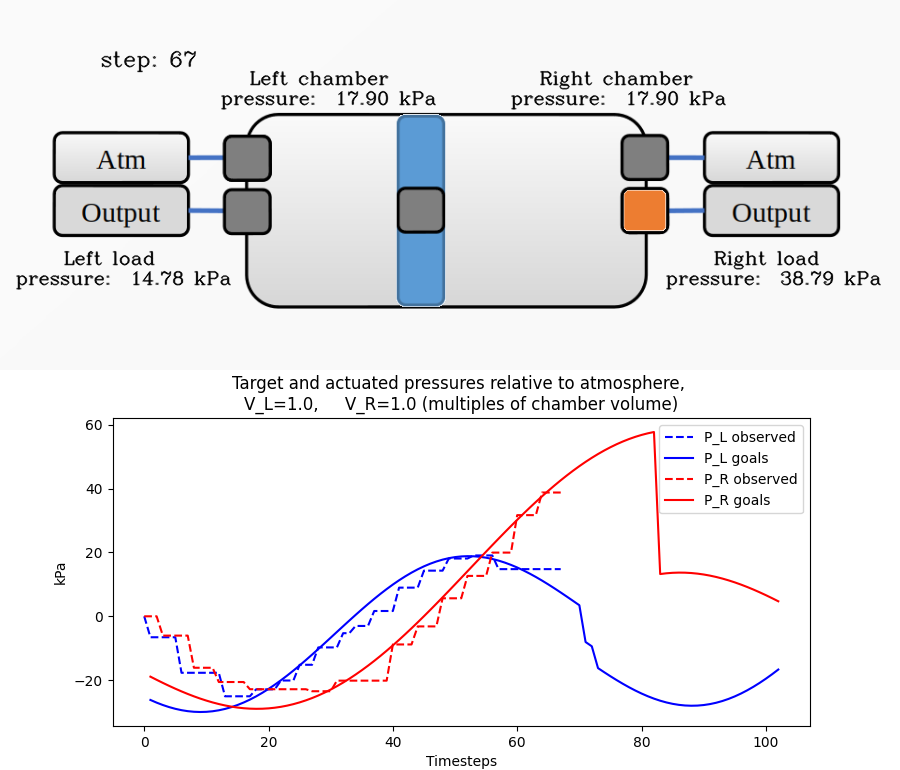 step: 67
Left chamber
pressure: 17.90 kPa
Right chamber
pressure: 17.90 kPa
Atm
Output
Atm
Output
Left load
pressure: 14.78 kPa
Right load
pressure: 38.79 kPa
Target and actuated pressures relative to atmosphere,
V_L=1.0, V_R=1.0 (multiples of chamber volume)
P_L observed
P_L goals
P_R observed
P_R goals
60
40
20
0
−20
kPa
0 20 40 60 80 100
Timesteps